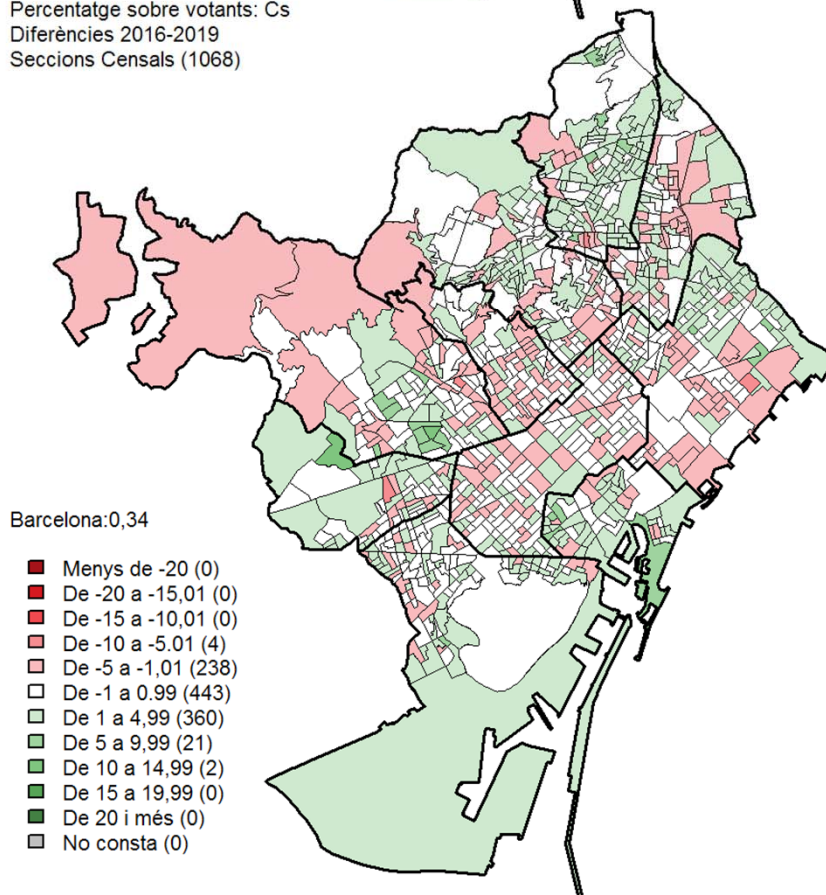 Percentatge sobre votants: Cs
Diferències 2016-2019
Seccions Censals (1068)
Barcelona:0,34
Menys de -20 (0)
De -20 a -15,01 (0)
De -15 a -10,01 (0)
De -10 a -5.01 (4)
De -5 a -1,01 (238)
De -1 a 0.99 (443)
De 1 a 4,99 (360)
De 5 a 9,99 (21)
De 10 a 14,99 (2)
De 15 a 19,99 (0)
De 20 i més (0)
No consta (0)